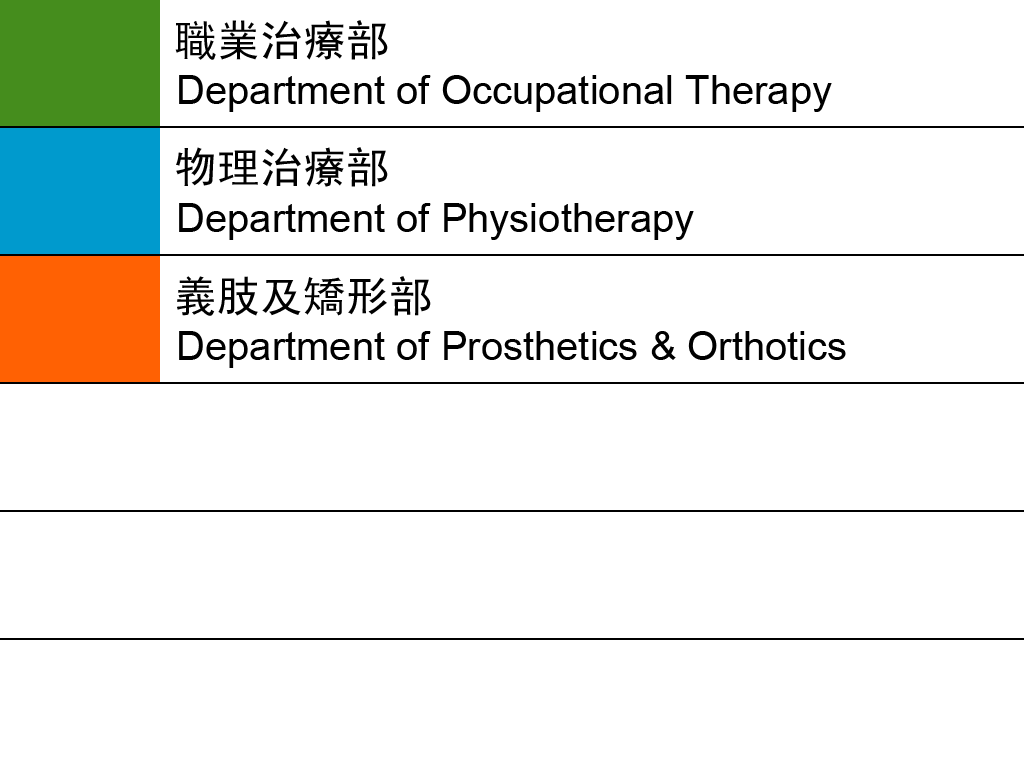 職業治療部
Department of Occupational Therapy
物理治療部
Department of Physiotherapy
義肢及矯形部
Department of Prosthetics & Orthotics